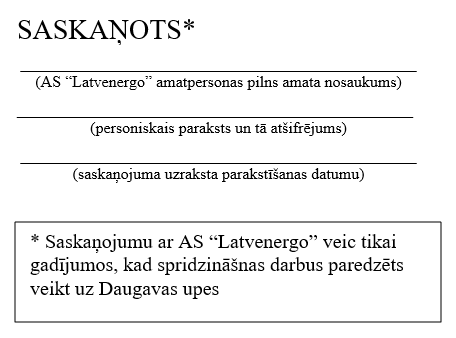 SASKAŅOTS*
(AS “Latvenergo” amatpersonas pilns amata nosaukums)
(personiskais paraksts un tā atšifrējums)
(saskaņojuma uzraksta parakstīšanas datumu)
* Saskaņojumu ar AS “Latvenergo” veic tikai
gadījumos, kad spridzināšnas darbus paredzēts
veikt uz Daugavas upes